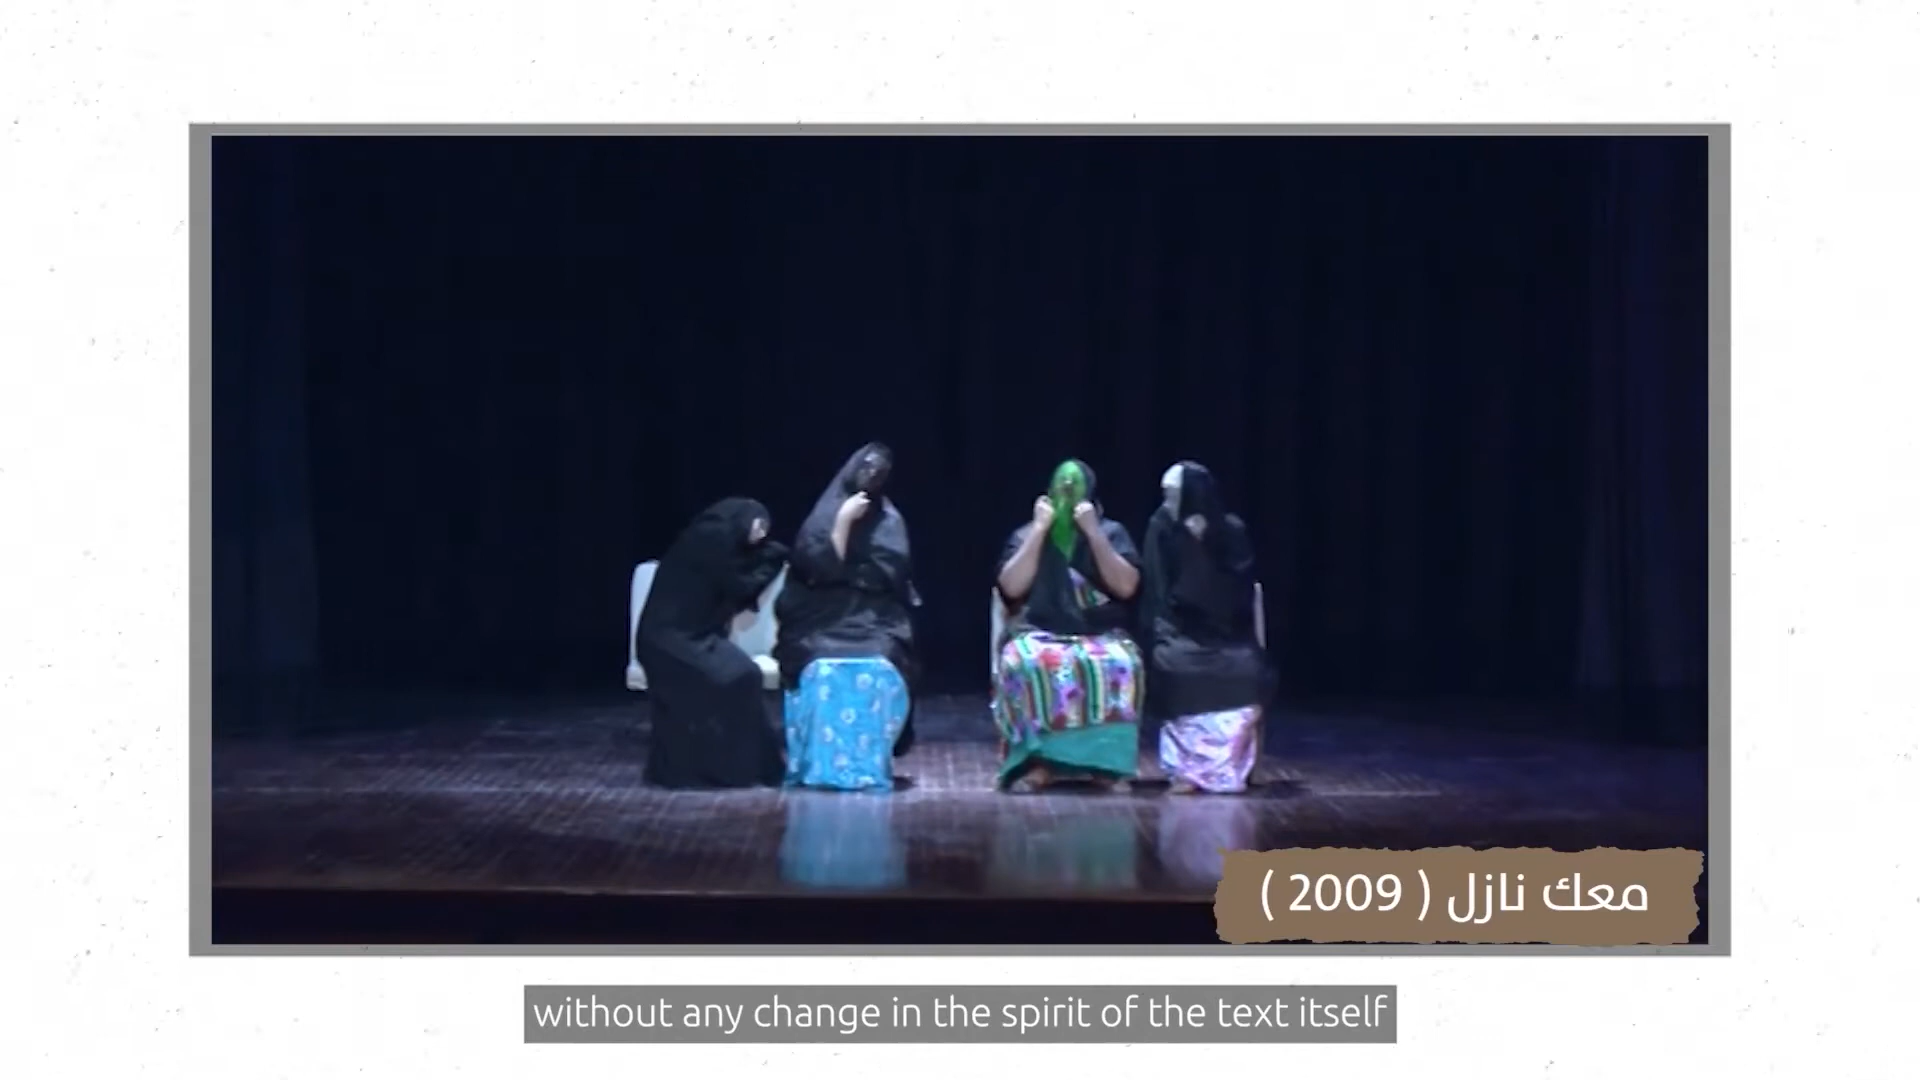 معك نازل ( 2009 )
without any change in the spirit of the text itself